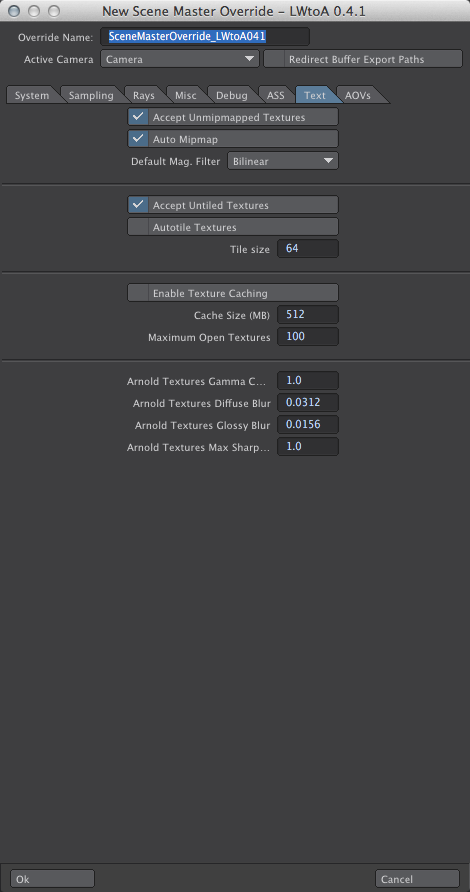 New Scene Master Override – LWtoA 0.4.1
Override Name: SceneMasterOverride_LWtoA041
Active Camera Camera Redirect Buffer Export Paths
System Sampling Rays Misc Debug ASS Text AOVs
Accept Unmipmapped Textures
Auto Mipmap
Default Mag. Filter Bilinear
Accept Untiled Textures
Autotile Textures
Tile size 64
Enable Texture Caching
Cache Size (MB) 512
Maximum Open Textures 100
Arnold Textures Gamma C... 1.0
Arnold Textures Diffuse Blur 0.0312
Arnold Textures Glossy Blur 0.0156
Arnold Textures Max Sharp... 1.0
Ok Cancel